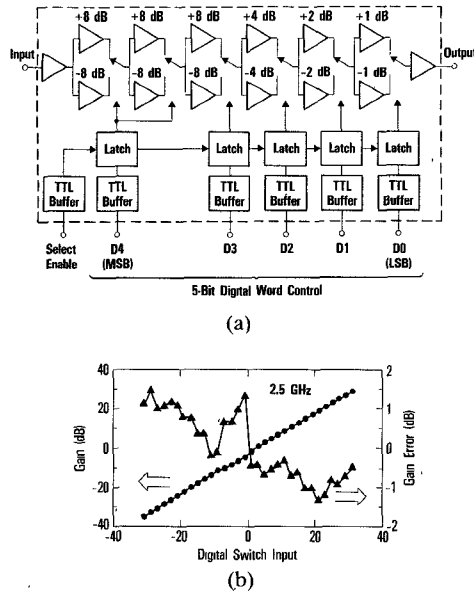 +8 dB +8 dB +8 dB +4 dB +2 dB +1 dB
Input
Output
-8 dB -8 dB -8 dB -4 dB -2 dB -1 dB
Latch Latch Latch Latch Latch
TTL Buffer TTL Buffer TTL Buffer TTL Buffer TTL Buffer TTL Buffer
Select Enable D4 (MSB) D3 D2 D1 D0 (LSB)
5-Bit Digital Word Control
(a)
2.5 GHz
Gain (dB)
40
20
0
-20
-40
Gain Error (dB)
2
1
0
-1
-2
-40 -20 0 20 40
Digital Switch Input
(b)